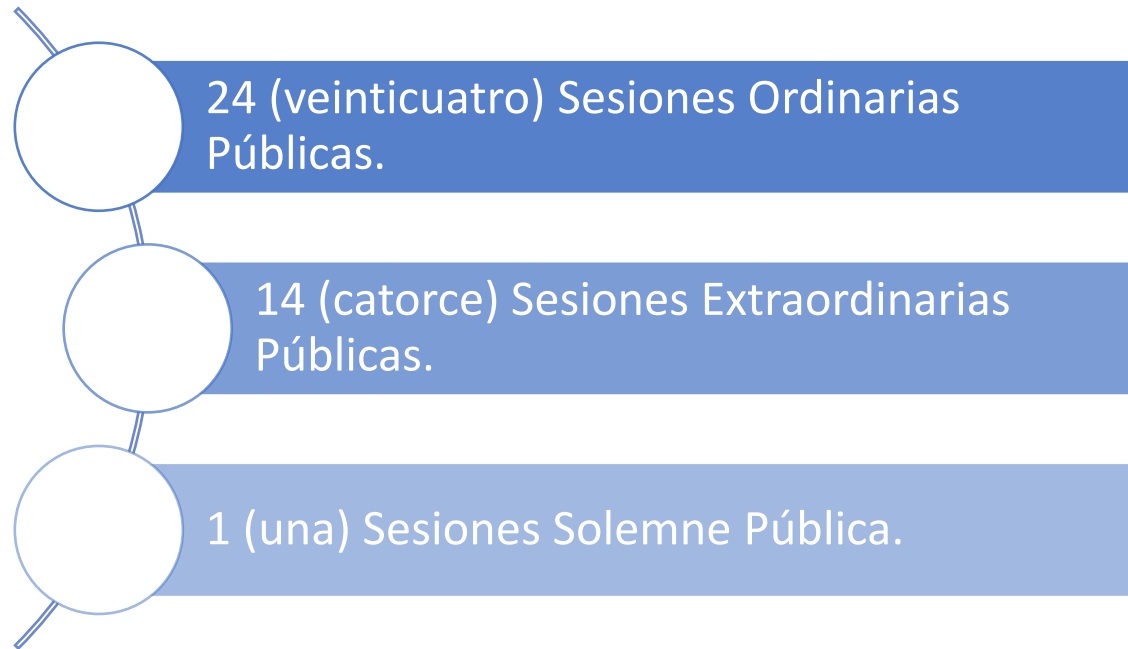 24 (veinticuatro) Sesiones Ordinarias
Públicas.
14 (catorce) Sesiones Extraordinarias
Públicas.
1 (una) Sesiones Solemne Pública.